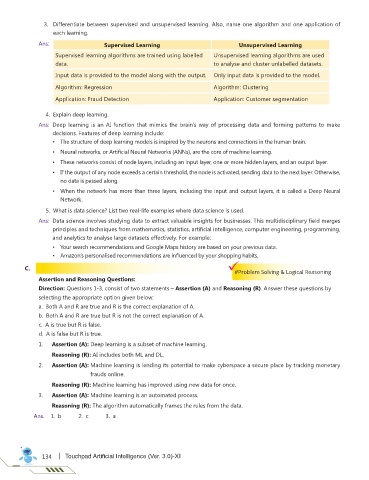 3. Differentiate between supervised and unsupervised learning. Also, name one algorithm and one application of
each learning.
Ans: Supervised Learning Unsupervised Learning
Supervised learning algorithms are trained using labelled Unsupervised learning algorithms are used
data. to analyse and cluster unlabelled datasets.
Input data is provided to the model along with the output. Only input data is provided to the model.
Algorithm: Regression Algorithm: Clustering
Application: Fraud Detection Application: Customer segmentation
4. Explain deep learning.
Ans: Deep learning is an AI function that mimics the brain's way of processing data and forming patterns to make
decisions. Features of deep learning include:
• The structure of deep learning models is inspired by the neurons and connections in the human brain.
• Neural networks, or Artificial Neural Networks (ANNs), are the core of machine learning.
• These networks consist of node layers, including an input layer, one or more hidden layers, and an output layer.
• If the output of any node exceeds a certain threshold, the node is activated, sending data to the next layer. Otherwise,
no data is passed along.
• When the network has more than three layers, including the input and output layers, it is called a Deep Neural
Network.
5. What is data science? List two real-life examples where data science is used.
Ans: Data science involves studying data to extract valuable insights for businesses. This multidisciplinary field merges
principles and techniques from mathematics, statistics, artificial intelligence, computer engineering, programming,
and analytics to analyse large datasets effectively. For example:
• Your search recommendations and Google Maps history are based on your previous data.
• Amazon's personalised recommendations are influenced by your shopping habits.
C.
#Problem Solving & Logical Reasoning
Assertion and Reasoning Questions:
Direction: Questions 1-3, consist of two statements – Assertion (A) and Reasoning (R). Answer these questions by
selecting the appropriate option given below:
a. Both A and R are true and R is the correct explanation of A.
b. Both A and R are true but R is not the correct explanation of A.
c. A is true but R is false.
d. A is false but R is true.
1. Assertion (A): Deep learning is a subset of machine learning.
Reasoning (R): AI includes both ML and DL.
2. Assertion (A): Machine learning is lending its potential to make cyberspace a secure place by tracking monetary
frauds online.
Reasoning (R): Machine learning has improved using new data for once.
3. Assertion (A): Machine learning is an automated process.
Reasoning (R): The algorithm automatically frames the rules from the data.
Ans. 1. b 2. c 3. a
134 | Touchpad Artificial Intelligence (Ver. 3.0)-XI